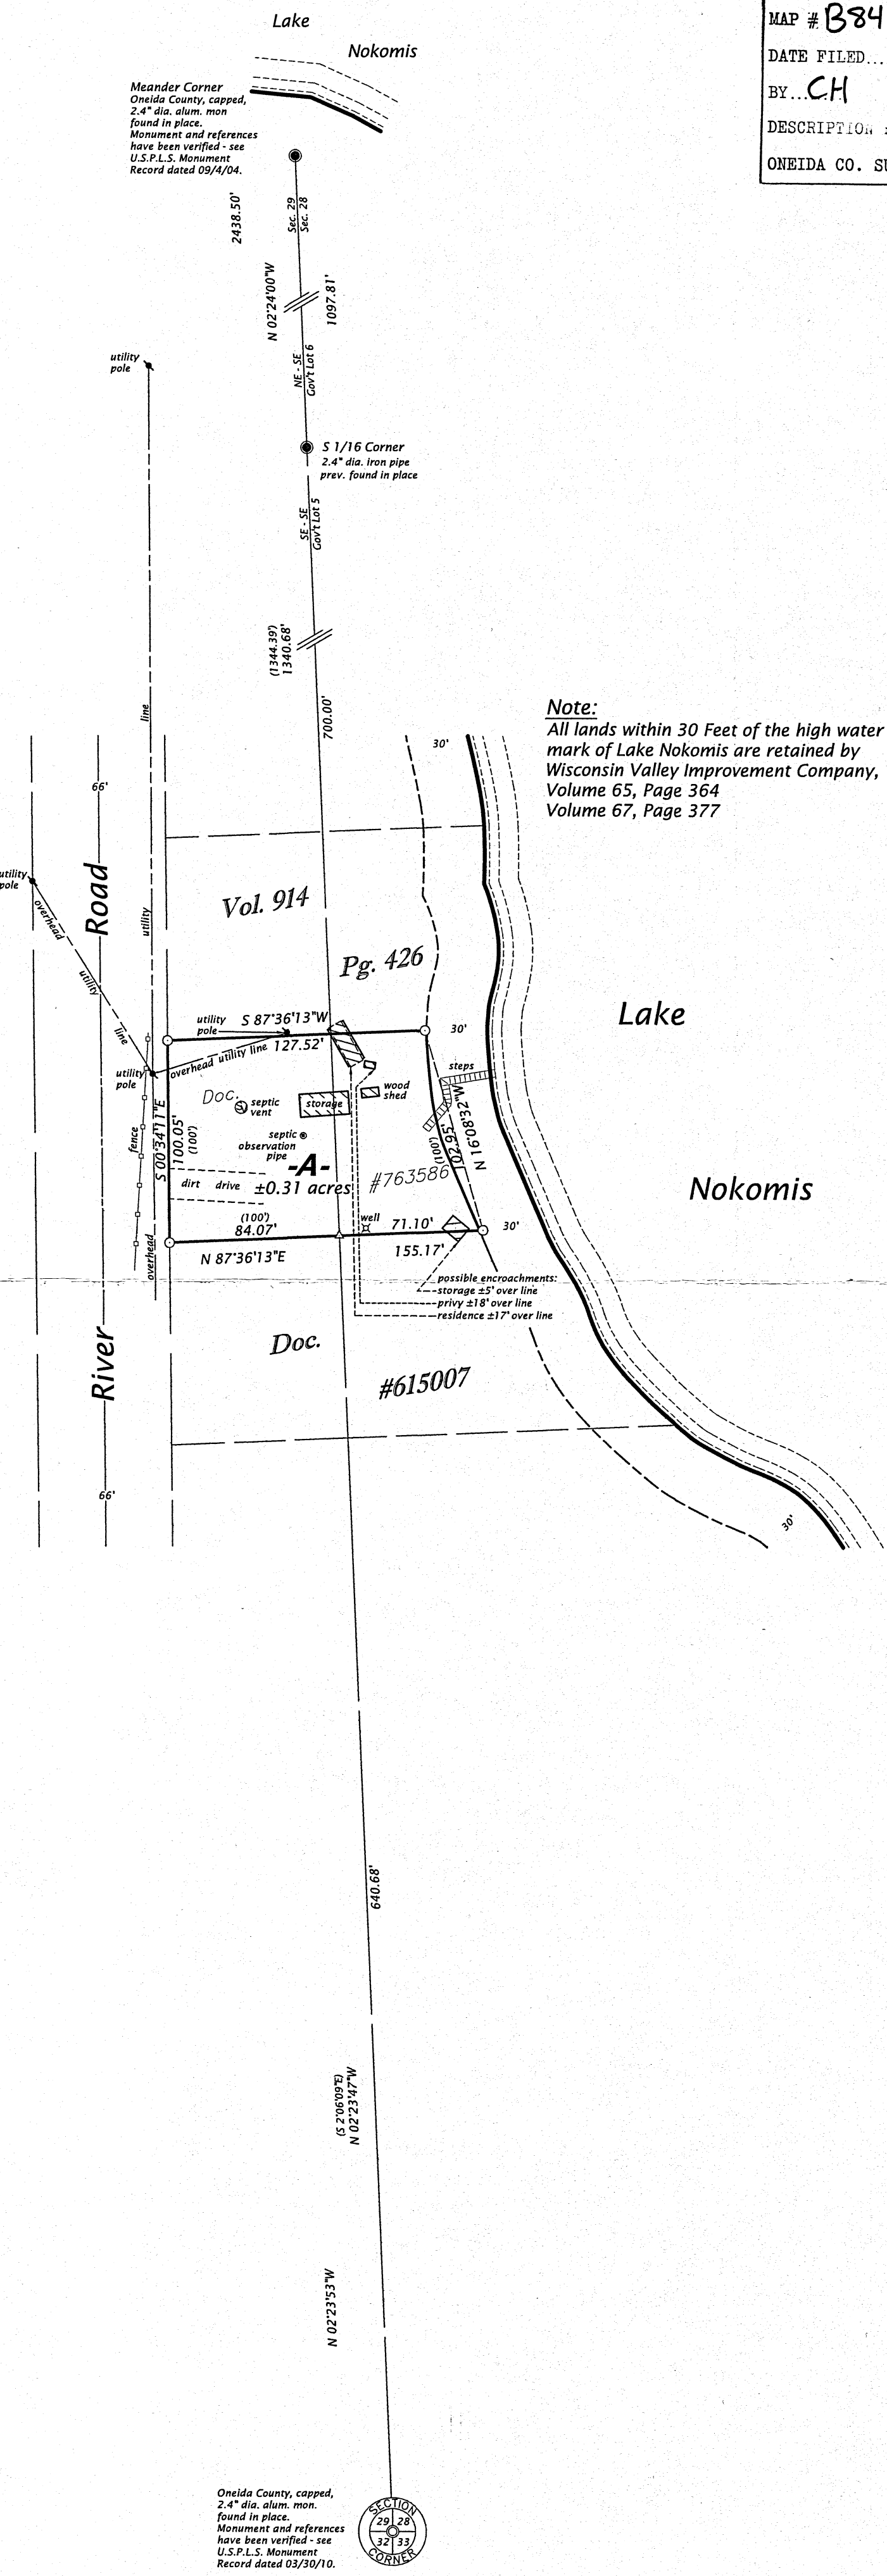 Lake
Nokomis
MAP # B84
DATE FILED...
BY...CH
DESCRIPTION
ONEIDA CO. SU
Meander Corner
Oneida County, capped,
2.4" dia. alum. mon
found in place.
Monument and references
have been verified - see
U.S.P.L.S. Monument
Record dated 09/4/04.
2438.50'
Sec. 29
Sec. 28
N 02°24'00"W
1097.81'
NE - SE
Gov't Lot 6
utility
pole
S 1/16 Corner
2.4" dia. iron pipe
prev. found in place
SE - SE
Gov't Lot 5
(1344.39')
1340.68'
700.00'
line
Note:
All lands within 30 Feet of the high water
mark of Lake Nokomis are retained by
Wisconsin Valley Improvement Company,
Volume 65, Page 364
Volume 67, Page 377
30'
66'
utility
pole
Road
overhead
utility
line
utility
Vol. 914
Pg. 426
Lake
Nokomis
utility
pole
S 87°36'13"W
127.52'
30'
overhead utility line
utility
pole
steps
Doc.
septic
vent
storage
wood
shed
fence
S 00°34'11"E
100.05'
(100')
septic
observation
pipe
-A-
±0.31 acres
#763586
(100')
102.95'
N 16°08'32"W
dirt drive
(100')
84.07'
N 87°36'13"E
well
71.10'
155.17'
30'
overhead
possible encroachments:
storage ±5' over line
privy ±18' over line
residence ±17' over line
River
Doc.
#615007
66'
30'
640.68'
(S 2°06'09"E)
N 02°23'47"W
N 02°23'53"W
Oneida County, capped,
2.4" dia. alum. mon.
found in place.
Monument and references
have been verified - see
U.S.P.L.S. Monument
Record dated 03/30/10.
SECTION
29 28
32 33
CORNER